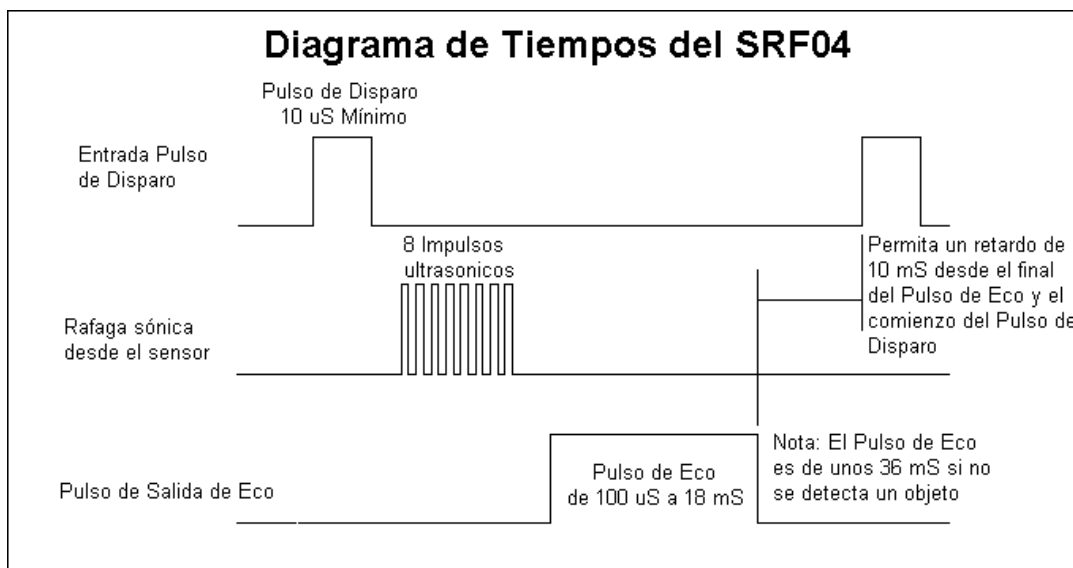 Diagrama de Tiempos del SRF04
Pulso de Disparo
10 uS Mínimo
Entrada Pulso
de Disparo
8 Impulsos
ultrasonicos
Permita un retardo de
10 mS desde el final
del Pulso de Eco y el
comienzo del Pulso de
Disparo
Rafaga sónica
desde el sensor
Pulso de Salida de Eco
Pulso de Eco
de 100 uS a 18 mS
Nota: El Pulso de Eco
es de unos 36 mS si no
se detecta un objeto